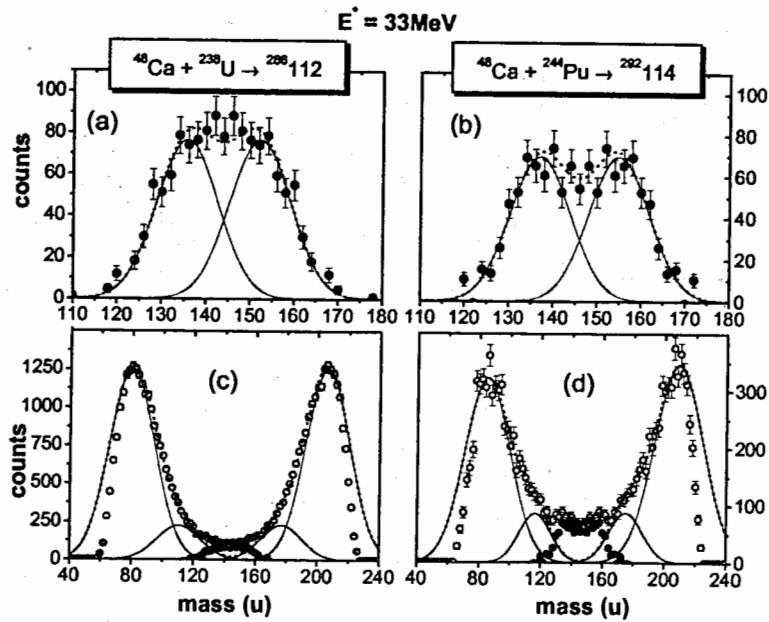 E* = 33MeV
⁴⁸Ca + ²³⁸U → ²⁸⁶112
⁴⁸Ca + ²⁴⁴Pu → ²⁹²114
(a)
(b)
counts
100
80
60
40
20
0
110 120 130 140 150 160 170 180
110 120 130 140 150 160 170 180
100
80
60
40
20
0
(c)
(d)
counts
1250
1000
750
500
250
0
40 80 120 160 200 240
40 80 120 160 200 240
300
200
100
0
mass (u)
mass (u)